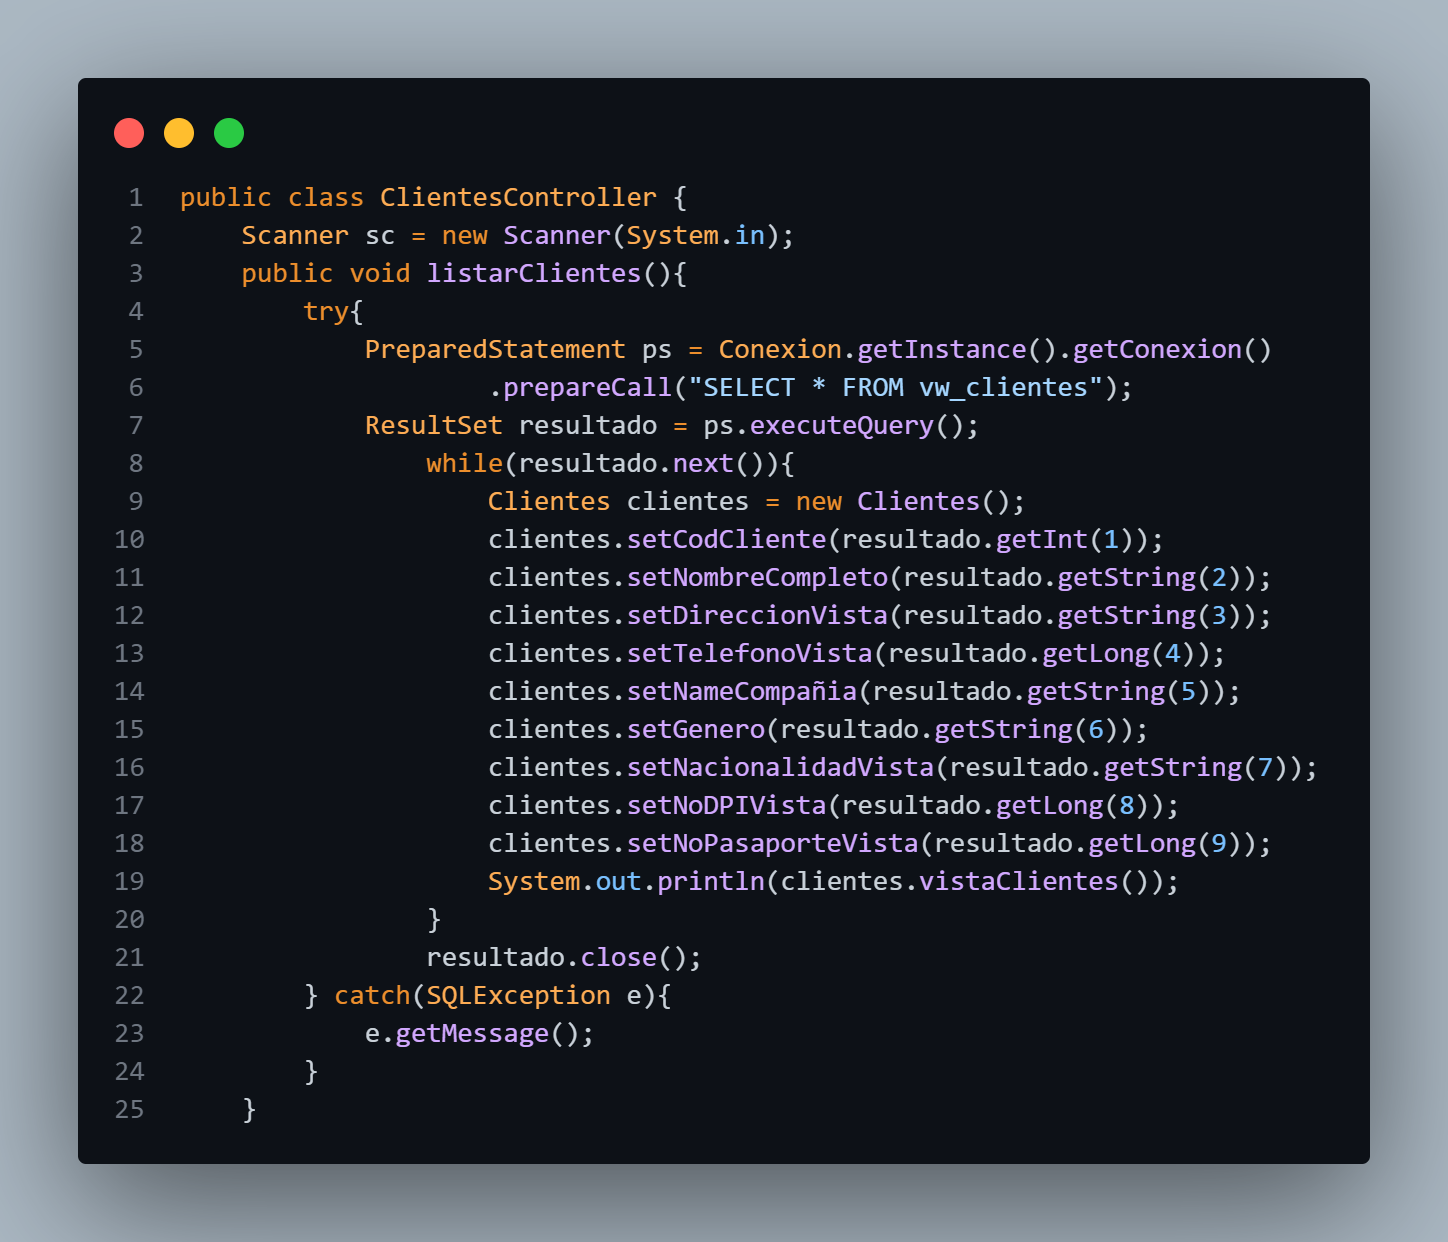 1 public class ClientesController {
2     Scanner sc = new Scanner(System.in);
3     public void listarClientes(){
4         try{
5             PreparedStatement ps = Conexion.getInstance().getConexion()
6                     .prepareCall("SELECT * FROM vw_clientes");
7             ResultSet resultado = ps.executeQuery();
8                 while(resultado.next()){
9                     Clientes clientes = new Clientes();
10                     clientes.setCodCliente(resultado.getInt(1));
11                     clientes.setNombreCompleto(resultado.getString(2));
12                     clientes.setDireccionVista(resultado.getString(3));
13                     clientes.setTelefonoVista(resultado.getLong(4));
14                     clientes.setNameCompañia(resultado.getString(5));
15                     clientes.setGenero(resultado.getString(6));
16                     clientes.setNacionalidadVista(resultado.getString(7));
17                     clientes.setNoDPIVista(resultado.getLong(8));
18                     clientes.setNoPasaporteVista(resultado.getLong(9));
19                     System.out.println(clientes.vistaClientes());
20                 }
21                 resultado.close();
22         } catch(SQLException e){
23             e.getMessage();
24         }
25     }